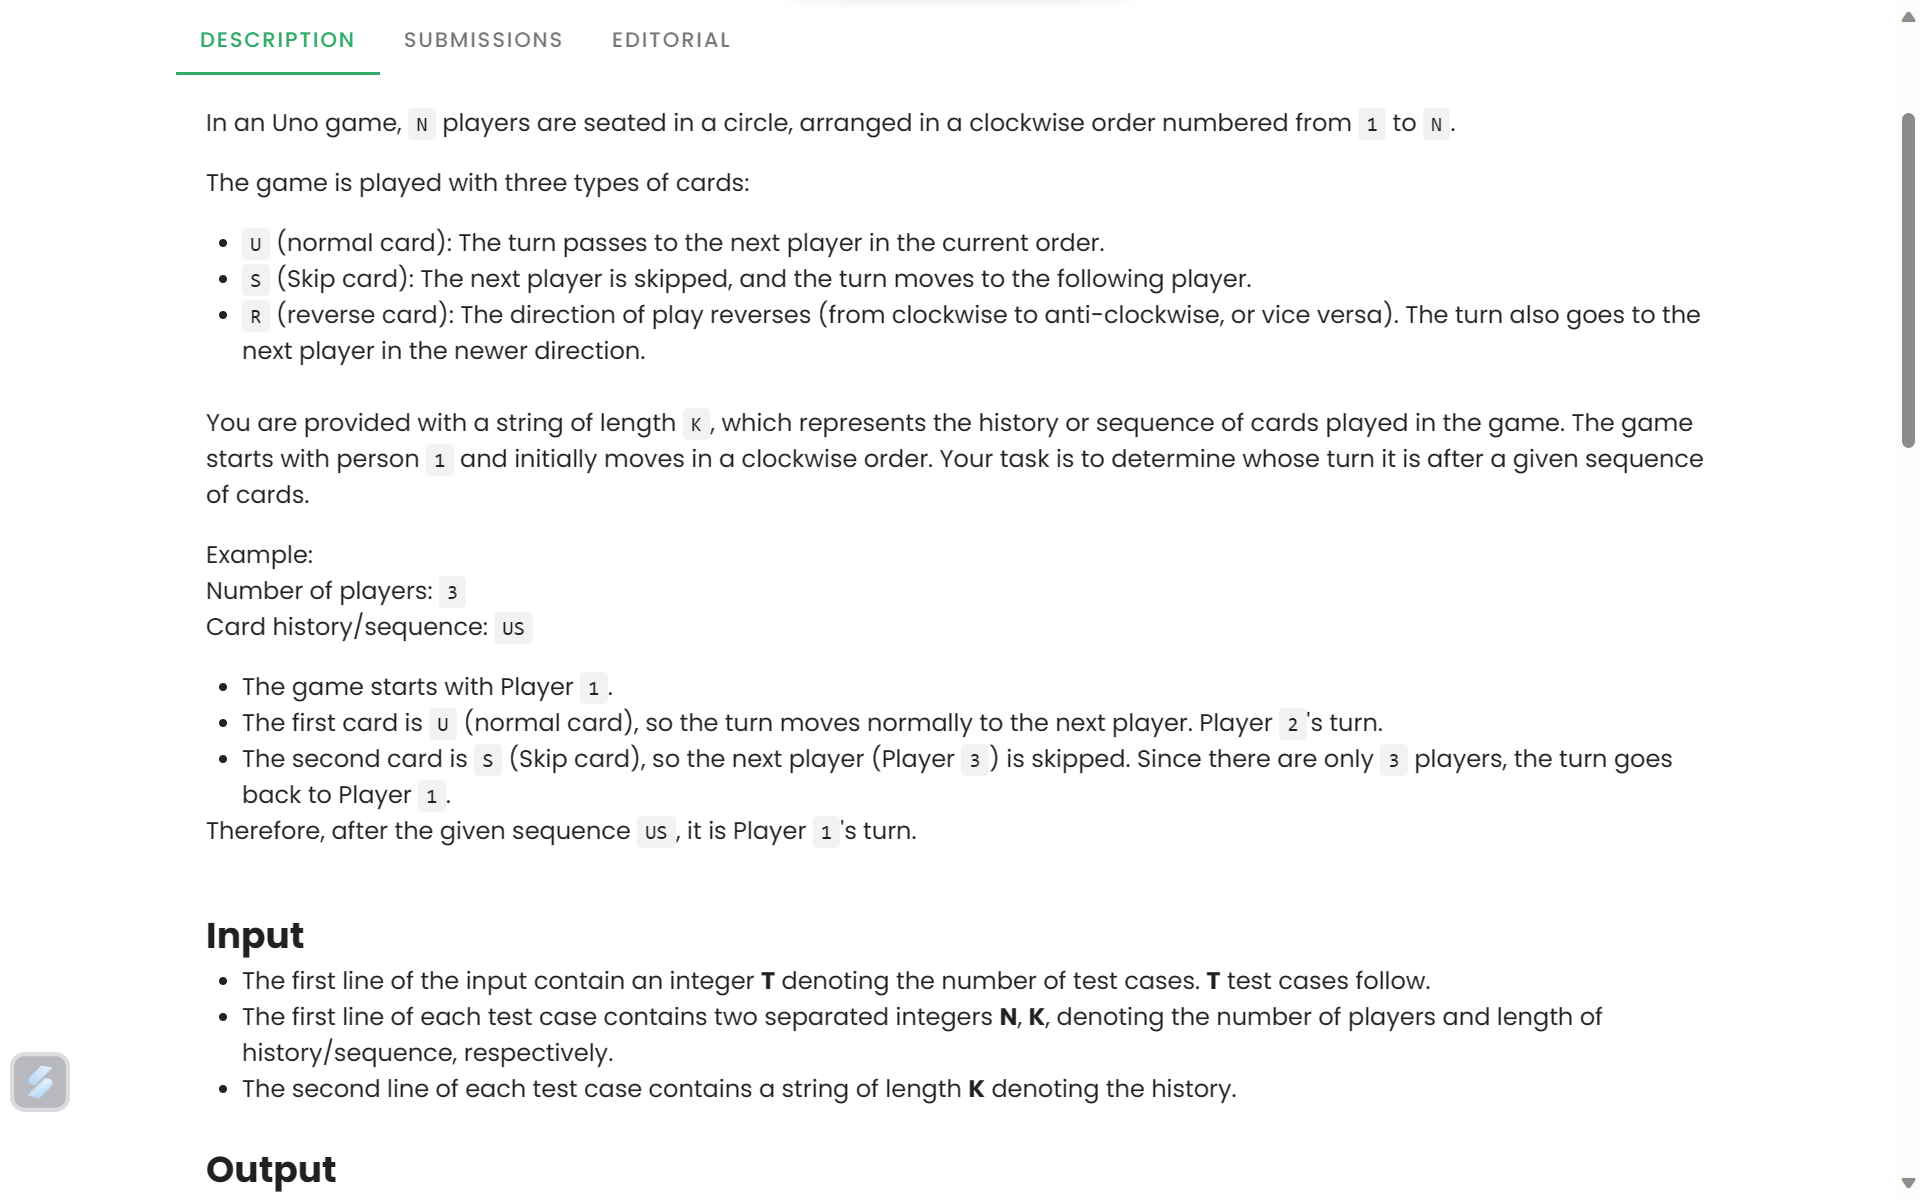 DESCRIPTION SUBMISSIONS EDITORIAL
In an Uno game, N players are seated in a circle, arranged in a clockwise order numbered from 1 to N.
The game is played with three types of cards:
• U (normal card): The turn passes to the next player in the current order.
• S (Skip card): The next player is skipped, and the turn moves to the following player.
• R (reverse card): The direction of play reverses (from clockwise to anti-clockwise, or vice versa). The turn also goes to the
next player in the newer direction.
You are provided with a string of length K, which represents the history or sequence of cards played in the game. The game
starts with person 1 and initially moves in a clockwise order. Your task is to determine whose turn it is after a given sequence
of cards.
Example:
Number of players: 3
Card history/sequence: US
• The game starts with Player 1.
• The first card is U (normal card), so the turn moves normally to the next player. Player 2's turn.
• The second card is S (Skip card), so the next player (Player 3) is skipped. Since there are only 3 players, the turn goes
back to Player 1.
Therefore, after the given sequence US, it is Player 1's turn.
Input
• The first line of the input contain an integer T denoting the number of test cases. T test cases follow.
• The first line of each test case contains two separated integers N, K, denoting the number of players and length of
history/sequence, respectively.
• The second line of each test case contains a string of length K denoting the history.
Output